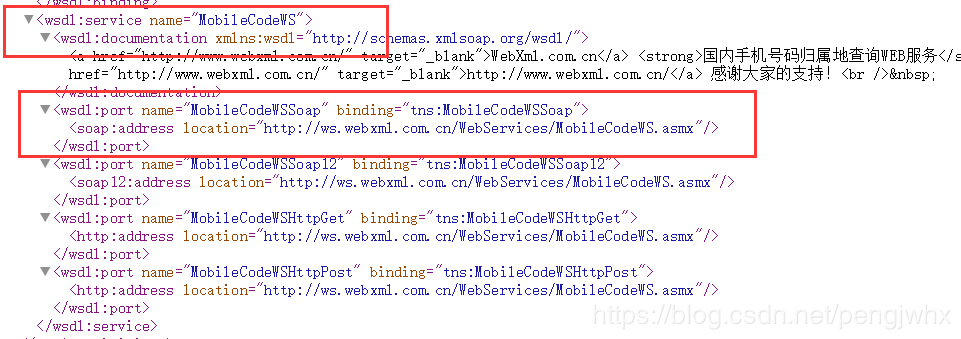 </wsdl:binding>
▼<wsdl:service name="MobileCodeWS">
▼<wsdl:documentation xmlns:wsdl="http://schemas.xmlsoap.org/wsdl/">
<a href="http://www.webxml.com.cn/" target="_blank">WebXml.com.cn</a> <strong>国内手机号码归属地查询WEB服务</s
href="http://www.webxml.com.cn/" target="_blank">http://www.webxml.com.cn/</a> 感谢大家的支持！<br />&nbsp;
</wsdl:documentation>
▼<wsdl:port name="MobileCodeWSSoap" binding="tns:MobileCodeWSSoap">
<soap:address location="http://ws.webxml.com.cn/WebServices/MobileCodeWS.asmx"/>
</wsdl:port>
▼<wsdl:port name="MobileCodeWSSoap12" binding="tns:MobileCodeWSSoap12">
<soap12:address location="http://ws.webxml.com.cn/WebServices/MobileCodeWS.asmx"/>
</wsdl:port>
▼<wsdl:port name="MobileCodeWSHttpGet" binding="tns:MobileCodeWSHttpGet">
<http:address location="http://ws.webxml.com.cn/WebServices/MobileCodeWS.asmx"/>
</wsdl:port>
▼<wsdl:port name="MobileCodeWSHttpPost" binding="tns:MobileCodeWSHttpPost">
<http:address location="http://ws.webxml.com.cn/WebServices/MobileCodeWS.asmx"/>
</wsdl:port>
</wsdl:service>
https://blog.csdn.net/pengjwhx